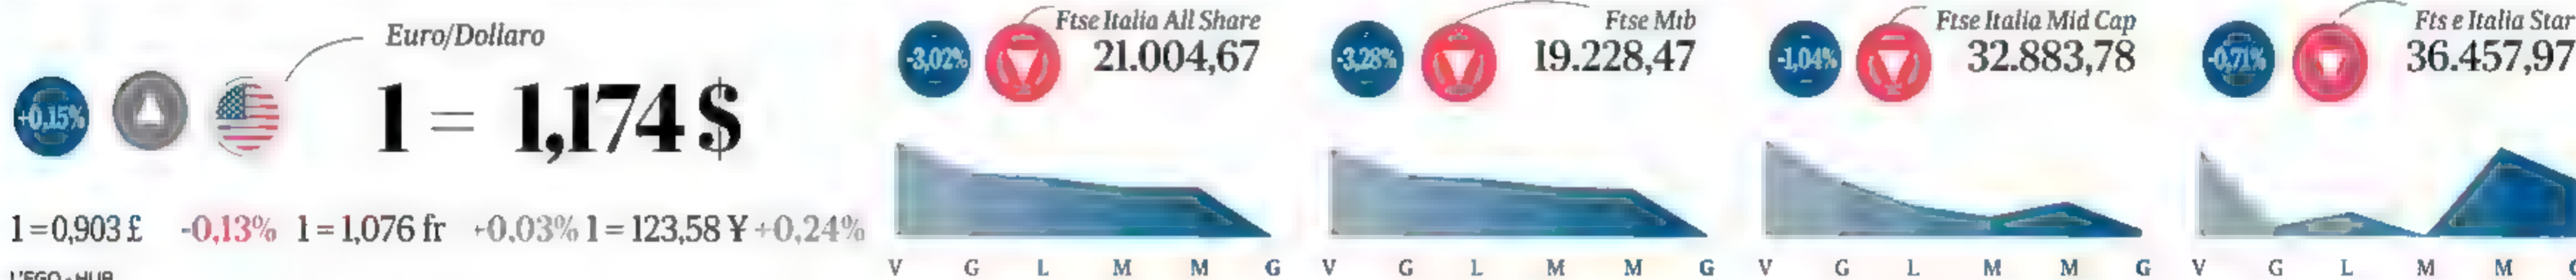 Euro/Dollaro
+0,15%
1 = 1,174 $
1=0,903 £ -0,13% 1=1,076 fr +0,03% 1=123,58 ¥ +0,24%
L'EGO-HUB
Ftse Italia All Share
-3,02%
21.004,67
V G L M M G
Ftse Mib
-3,28%
19.228,47
V G L M M G
Ftse Italia Mid Cap
-1,04%
32.883,78
V G L M M G
Fts e Italia Star
-0,71%
36.457,97
V G L M M